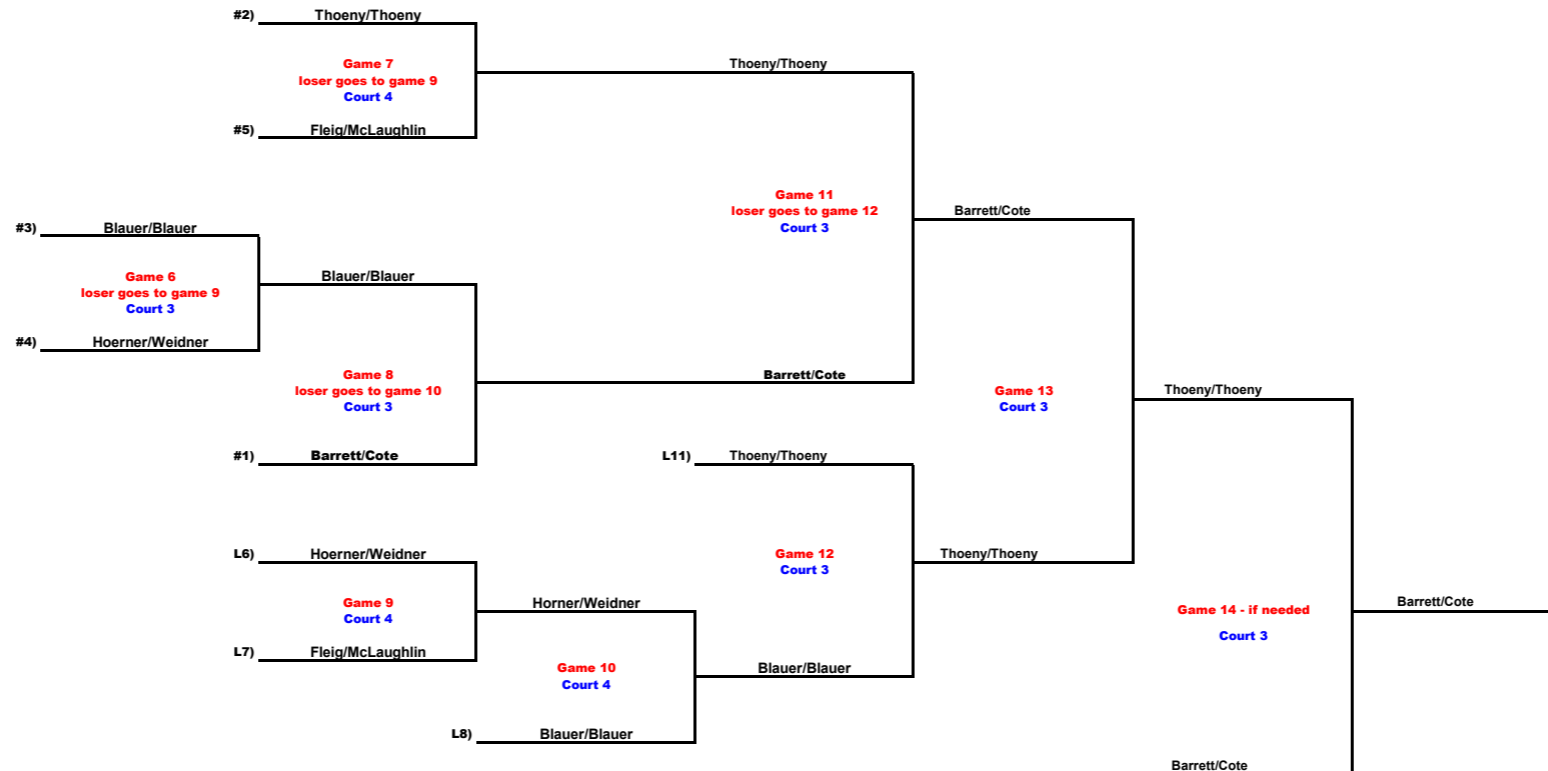 #2) Thoeny/Thoeny
Game 7
loser goes to game 9
Court 4
#5) Fleig/McLaughlin
Thoeny/Thoeny
#3) Blauer/Blauer
Game 6
loser goes to game 9
Court 3
#4) Hoerner/Weidner
Blauer/Blauer
Game 8
loser goes to game 10
Court 3
#1) Barrett/Cote
Barrett/Cote
Game 11
loser goes to game 12
Court 3
Barrett/Cote
L6) Hoerner/Weidner
Game 9
Court 4
L7) Fleig/McLaughlin
Horner/Weidner
Game 10
Court 4
L8) Blauer/Blauer
L11) Thoeny/Thoeny
Game 12
Court 3
Blauer/Blauer
Thoeny/Thoeny
Game 13
Court 3
Thoeny/Thoeny
Game 14 - if needed
Court 3
Barrett/Cote
Barrett/Cote